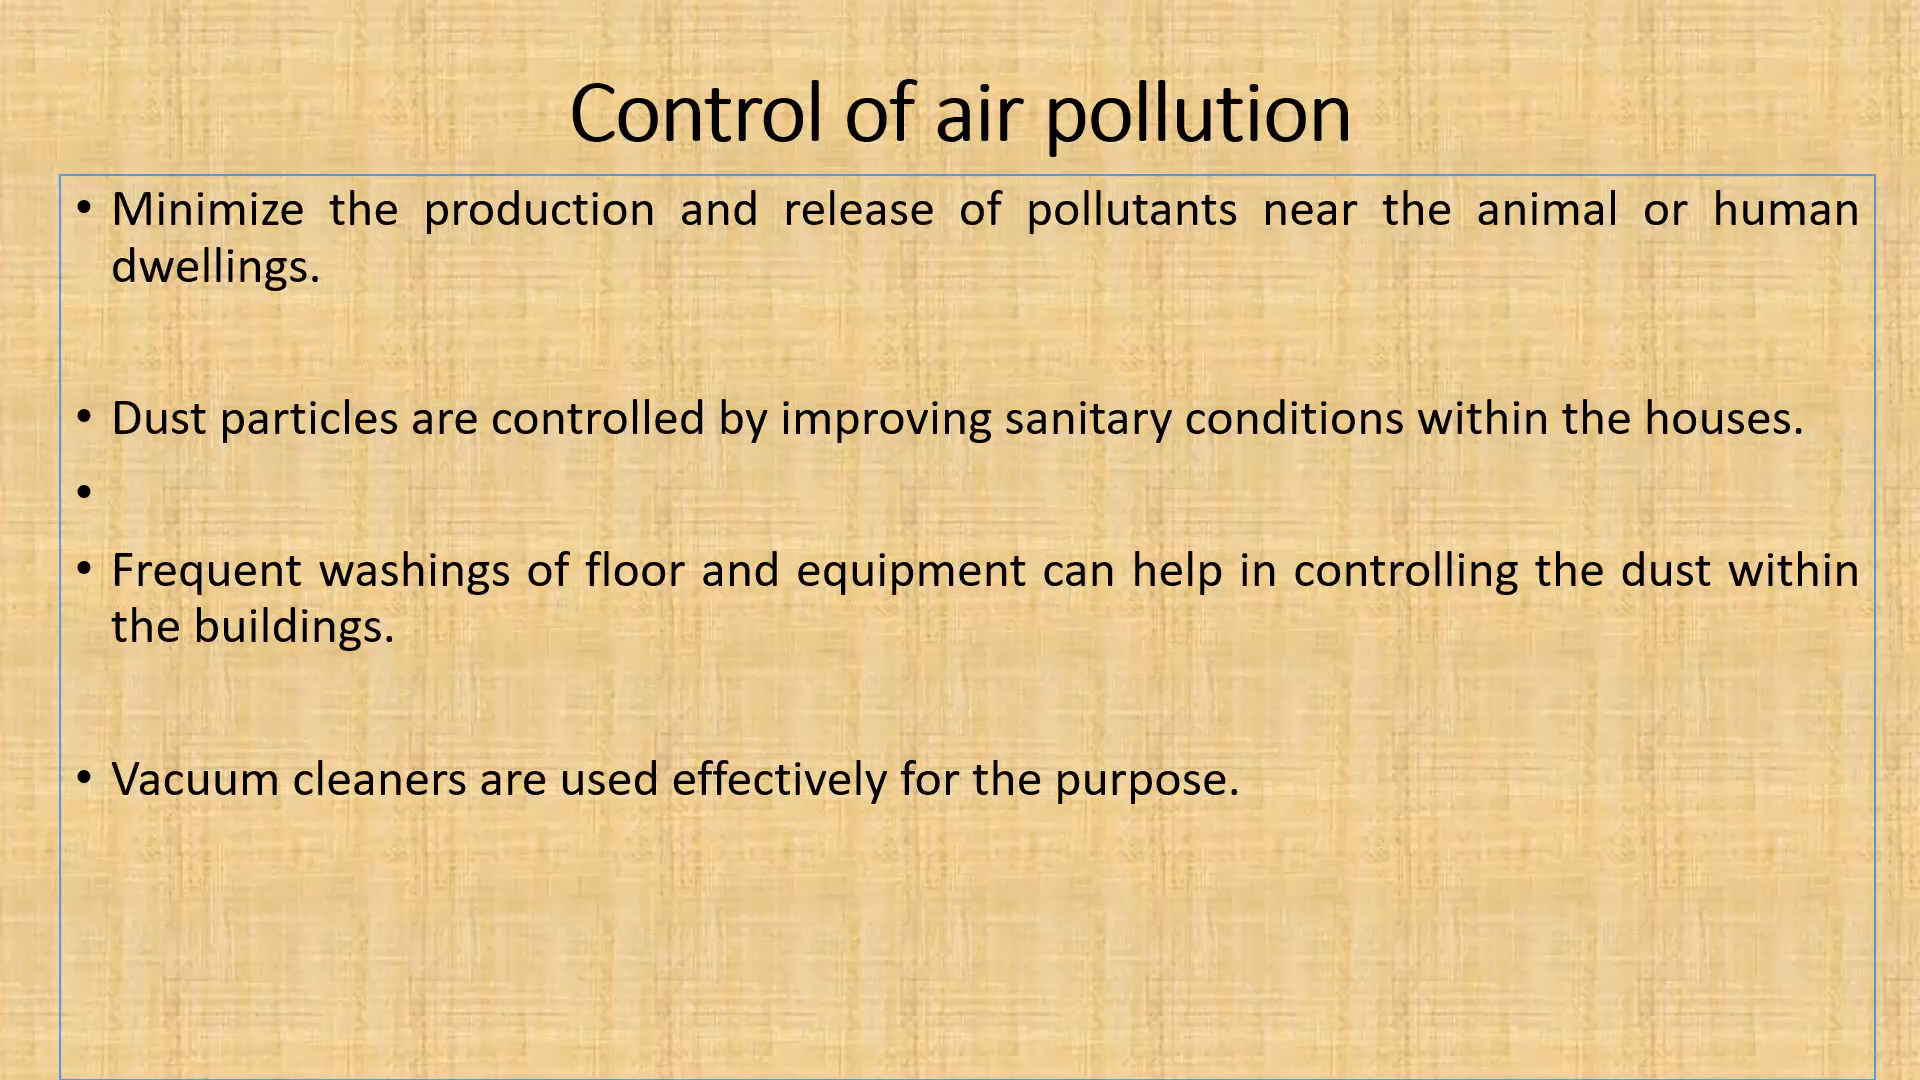 Control of air pollution
• Minimize the production and release of pollutants near the animal or human
dwellings.
• Dust particles are controlled by improving sanitary conditions within the houses.
•
• Frequent washings of floor and equipment can help in controlling the dust within
the buildings.
• Vacuum cleaners are used effectively for the purpose.